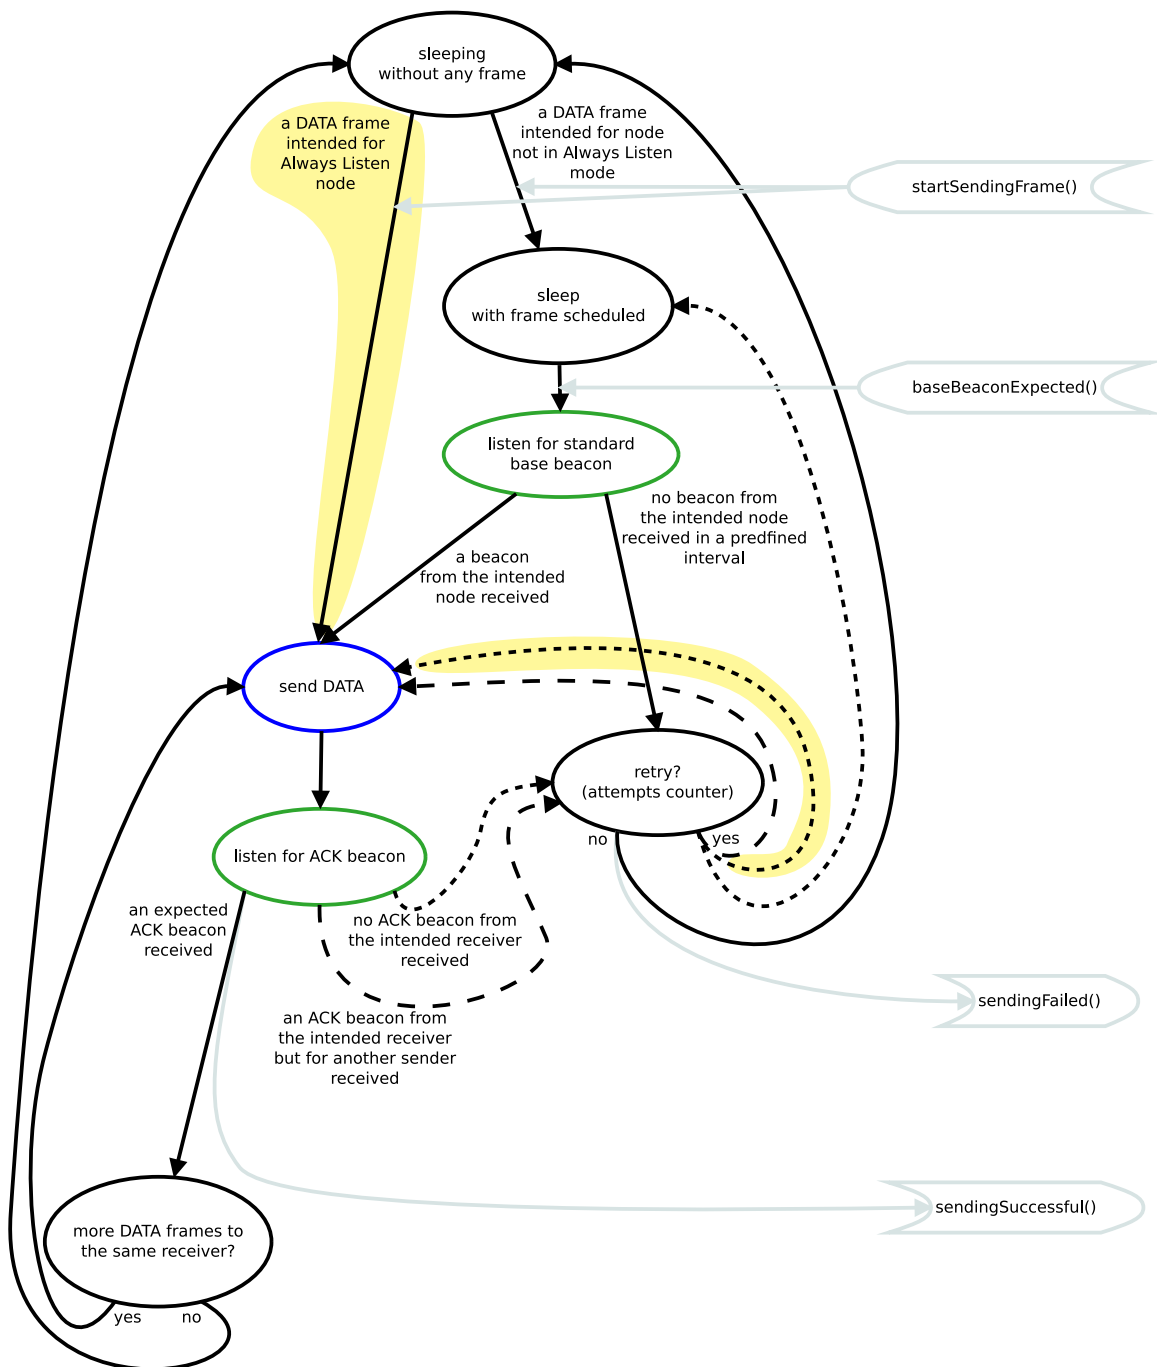 sleeping
without any frame
a DATA frame
intended for
Always Listen
node
a DATA frame
intended for node
not in Always Listen
mode
startSendingFrame()
sleep
with frame scheduled
baseBeaconExpected()
listen for standard
base beacon
no beacon from
the intended node
received in a predfined
interval
a beacon
from the intended
node received
send DATA
retry?
(attempts counter)
no
yes
listen for ACK beacon
an expected
ACK beacon
received
no ACK beacon from
the intended receiver
received
an ACK beacon from
the intended receiver
but for another sender
received
sendingFailed()
sendingSuccessful()
more DATA frames to
the same receiver?
yes
no